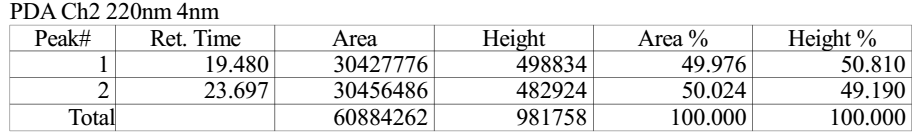 PDA Ch2 220nm 4nm
Peak# Ret. Time Area Height Area % Height %
1 19.480 30427776 498834 49.976 50.810
2 23.697 30456486 482924 50.024 49.190
Total 60884262 981758 100.000 100.000